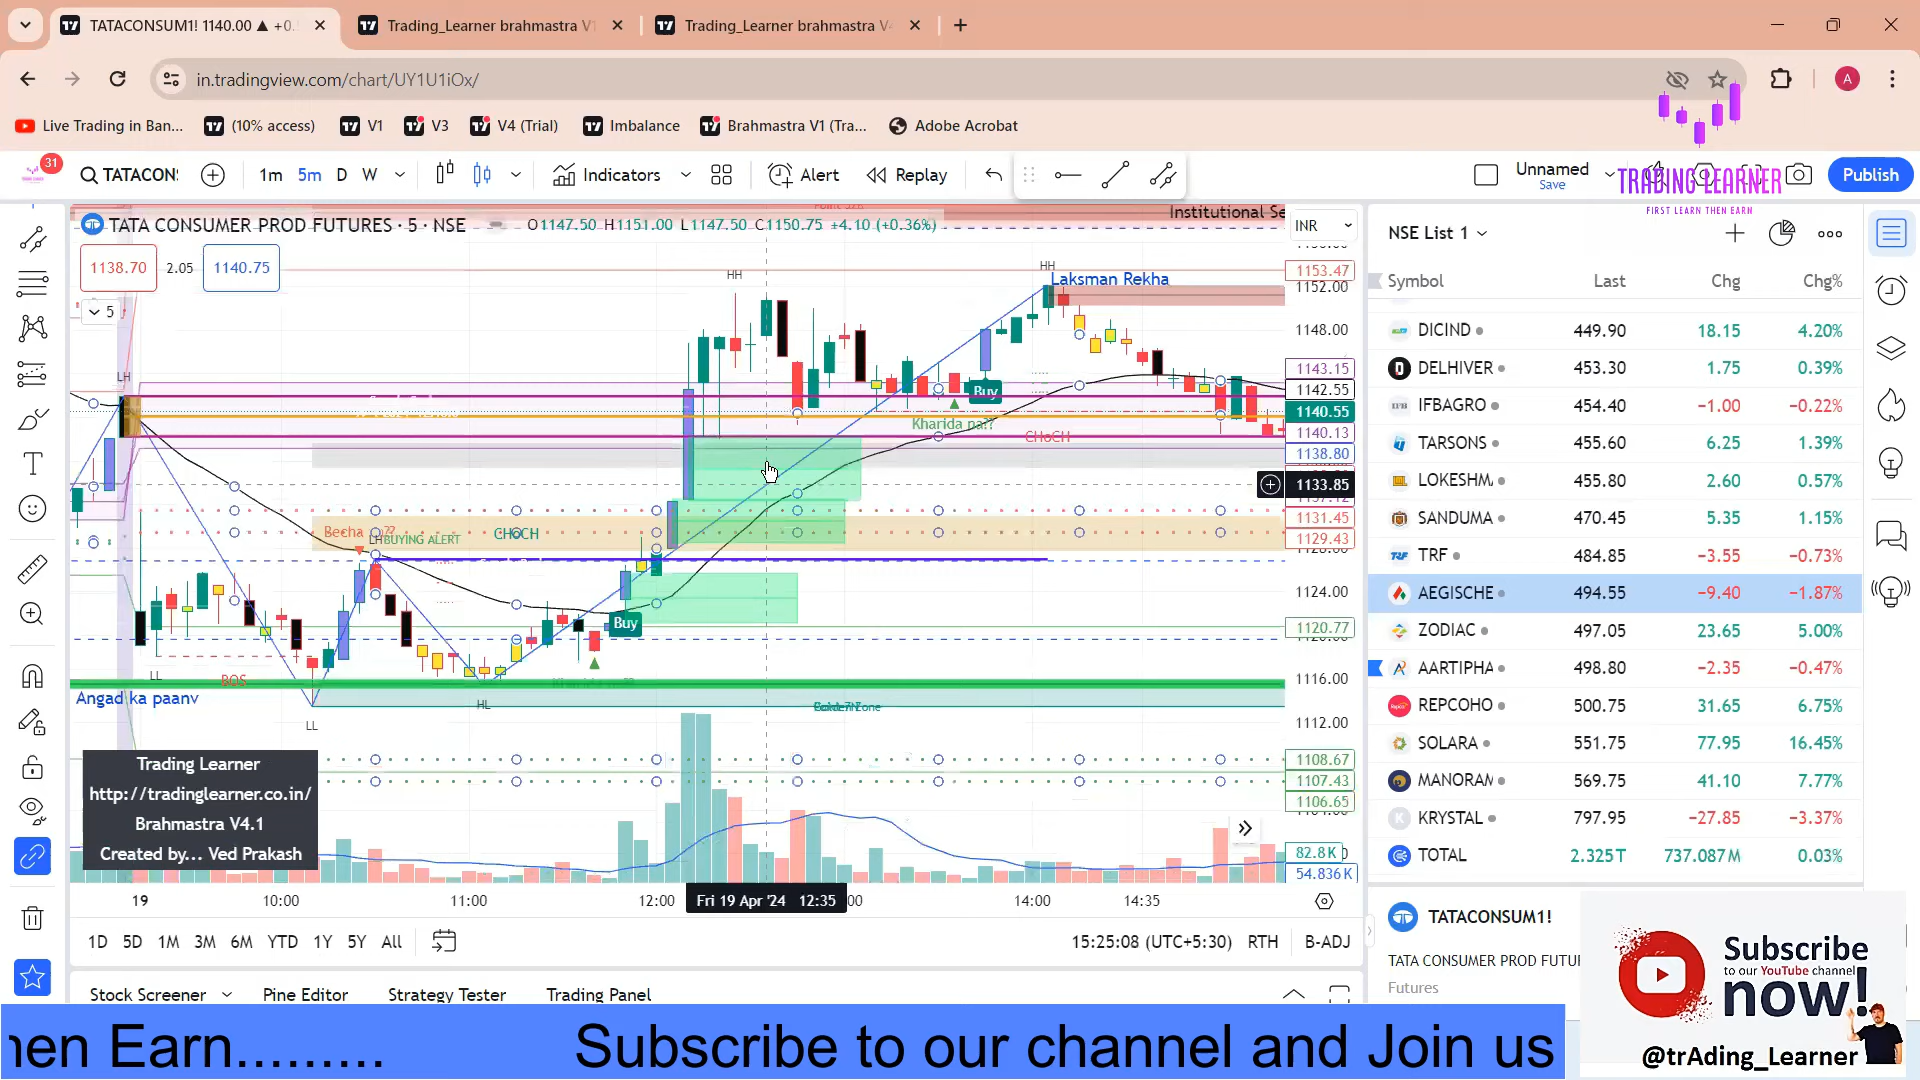 TATACONSUM1! 1140.00 ▲ +0.
Trading_Learner brahmastra V
Trading_Learner brahmastra V
in.tradingview.com/chart/UY1U1iOx/
A
Live Trading in Ban...
(10% access)
V1
V3
V4 (Trial)
Imbalance
Brahmastra V1 (Tra...
Adobe Acrobat
31
TATACON
1m 5m D W
Indicators
Alert
Replay
Unnamed
Save
Publish
TRADING LEARNER
FIRST LEARN THEN EARN
TATA CONSUMER PROD FUTURES · 5 · NSE
O1147.50 H1151.00 L1147.50 C1150.75 +4.10 (+0.36%)
Institutional Se
INR
1138.70
2.05
1140.75
5
HH
HH
Laksman Rekha
1153.47
1152.00
1148.00
1143.15
1142.55
1140.55
1140.13
1138.80
1133.85
1131.45
1129.43
1124.00
1120.77
1116.00
1112.00
1108.67
1107.43
1106.65
82.8K
54.836K
LH
Buy
Kharida na??
CHoCH
Becha
??
LH
BUYING ALERT
CHOCH
Buy
LL
BOS
Angad ka paanv
HL
LL
Trading Learner
http://tradinglearner.co.in/
Brahmastra V4.1
Created by... Ved Prakash
19
10:00
11:00
12:00
Fri 19 Apr '24 12:35
:00
14:00
14:35
1D 5D 1M 3M 6M YTD 1Y 5Y All
15:25:08 (UTC+5:30)
RTH
B-ADJ
Stock Screener
Pine Editor
Strategy Tester
Trading Panel
NSE List 1
Symbol Last Chg Chg%
DICIND 449.90 18.15 4.20%
DELHIVER 453.30 1.75 0.39%
IFBAGRO 454.40 −1.00 −0.22%
TARSONS 455.60 6.25 1.39%
LOKESHM 455.80 2.60 0.57%
SANDUMA 470.45 5.35 1.15%
TRF 484.85 −3.55 −0.73%
AEGISCHE 494.55 −9.40 −1.87%
ZODIAC 497.05 23.65 5.00%
AARTIPHA 498.80 −2.35 −0.47%
REPCOHO 500.75 31.65 6.75%
SOLARA 551.75 77.95 16.45%
MANORAM 569.75 41.10 7.77%
KRYSTAL 797.95 −27.85 −3.37%
TOTAL 2.325T 737.087M 0.03%
TATACONSUM1!
TATA CONSUMER PROD FUTU
Futures
Subscribe
to our YouTube channel
now!
@trAding_Learner
hen Earn.........
Subscribe to our channel and Join us